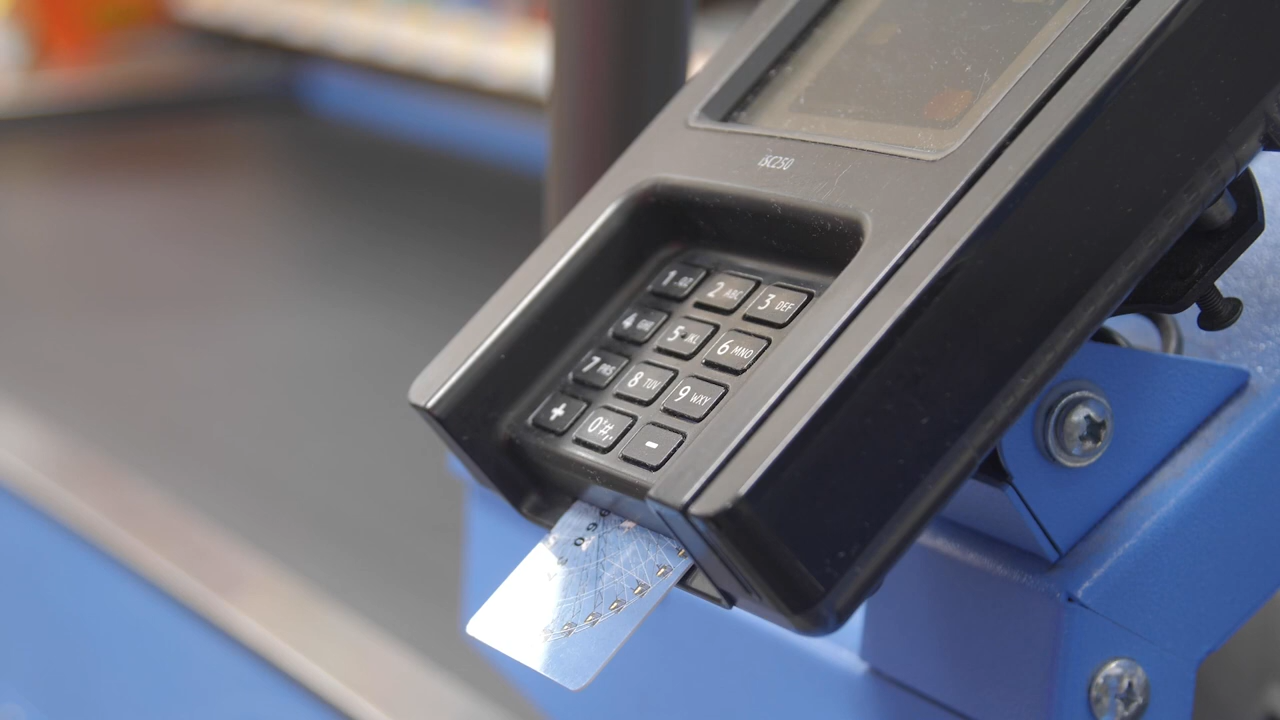 iSC250
1 .QZ 2 ABC 3 DEF
4 GHI 5 JKL 6 MNO
7 PRS 8 TUV 9 WXY
+ 0'#,. -